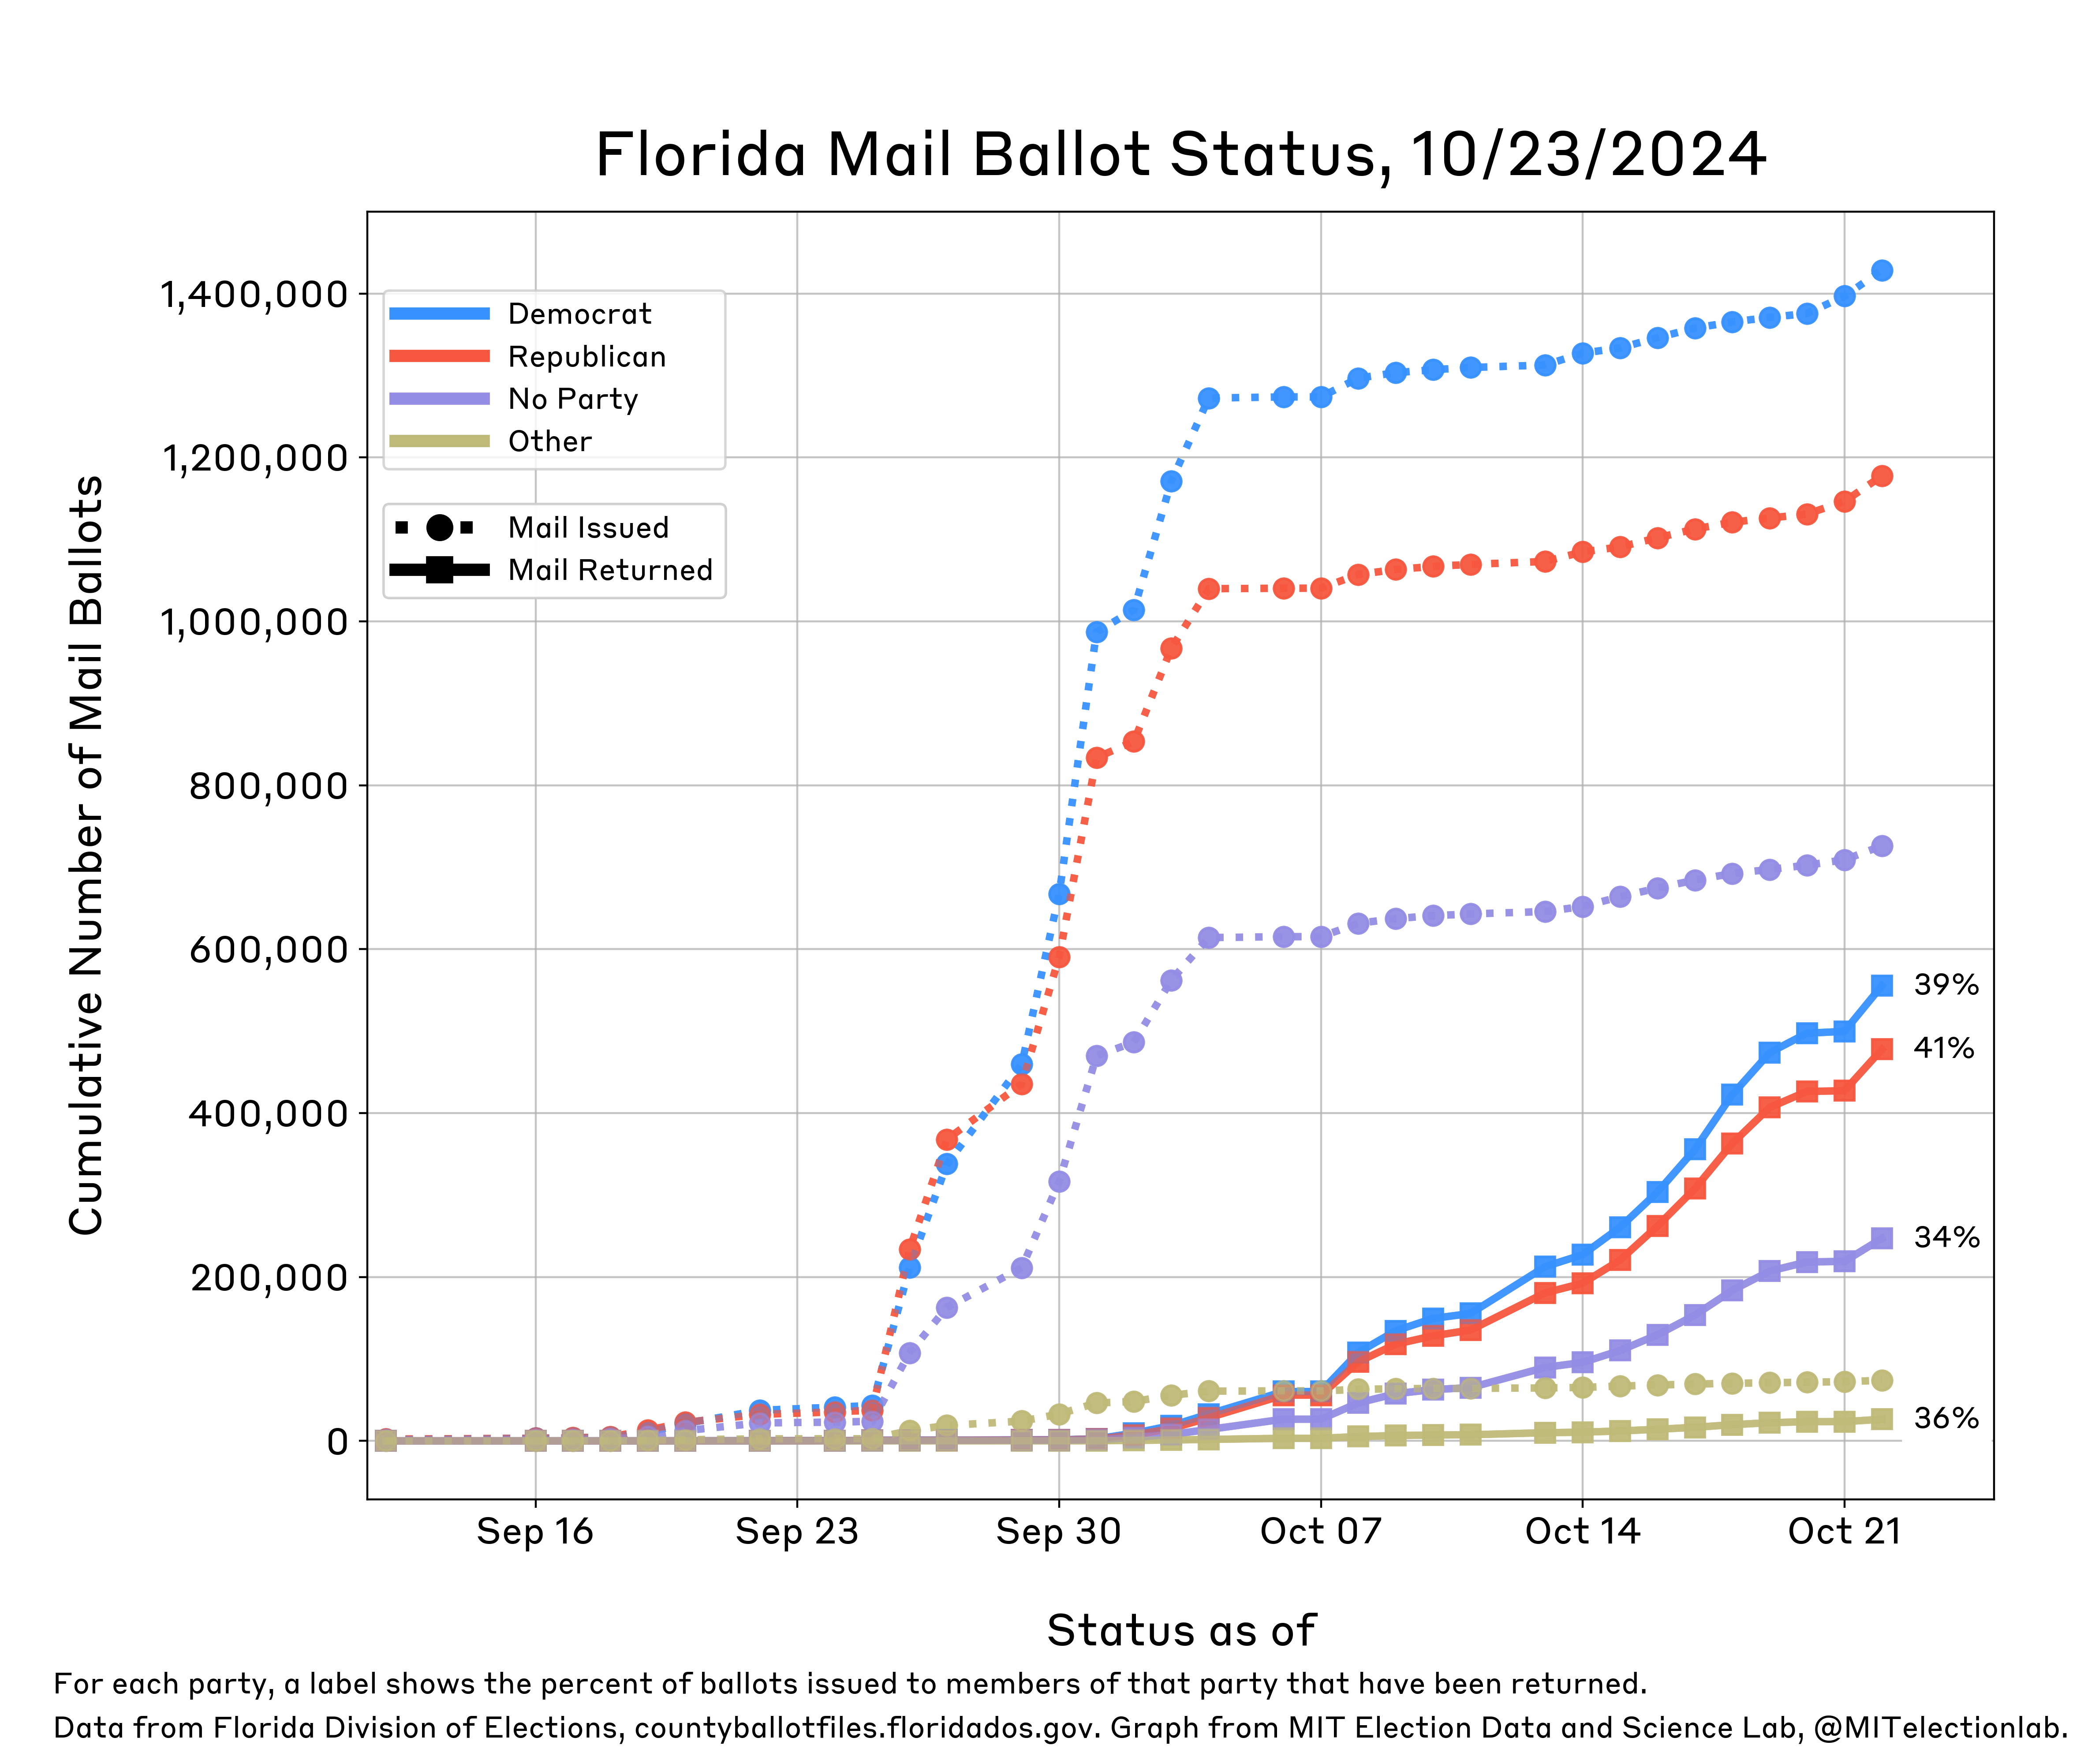 Florida Mail Ballot Status, 10/23/2024
Cumulative Number of Mail Ballots
1,400,000
1,200,000
1,000,000
800,000
600,000
400,000
200,000
0
Democrat
Republican
No Party
Other
Mail Issued
Mail Returned
39%
41%
34%
36%
Sep 16
Sep 23
Sep 30
Oct 07
Oct 14
Oct 21
Status as of
For each party, a label shows the percent of ballots issued to members of that party that have been returned.
Data from Florida Division of Elections, countyballotfiles.floridados.gov. Graph from MIT Election Data and Science Lab, @MITelectionlab.